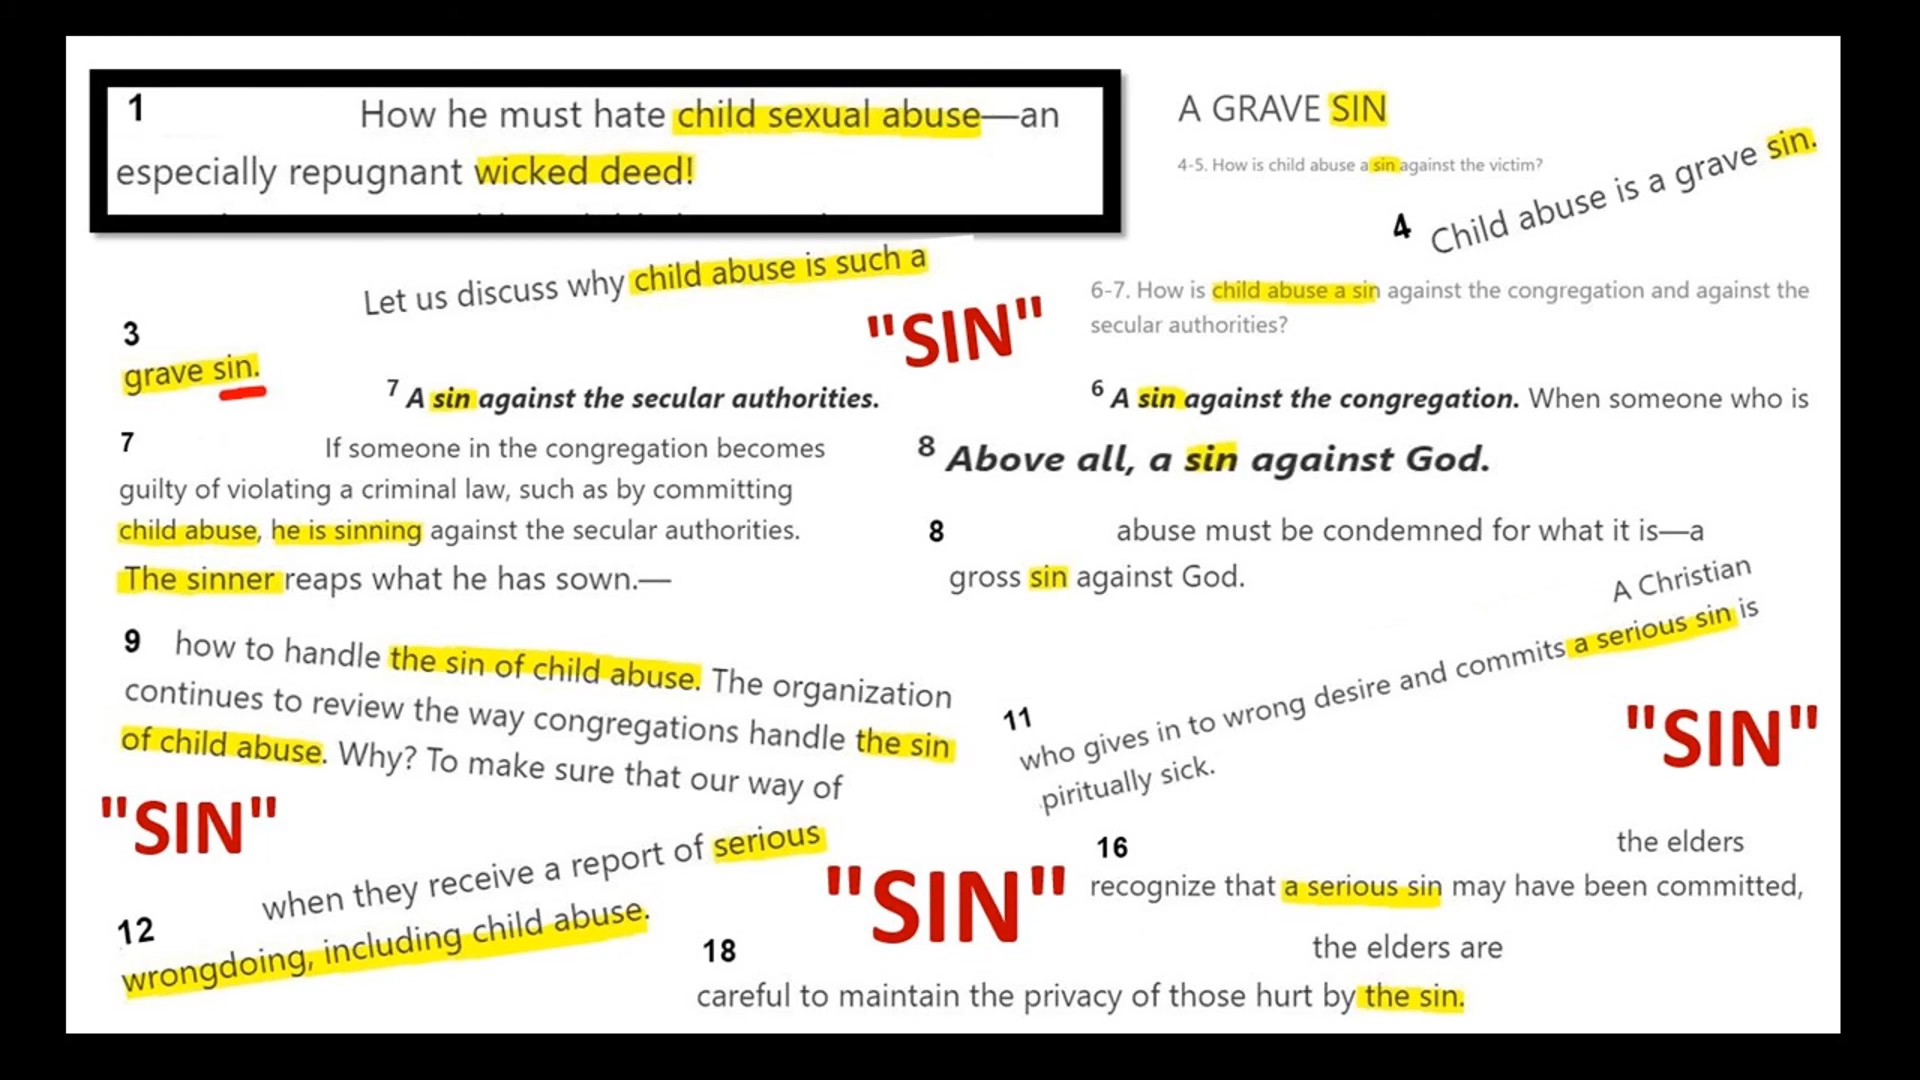 1
How he must hate child sexual abuse—an
especially repugnant wicked deed!
A GRAVE SIN
4-5. How is child abuse a sin against the victim?
4 Child abuse is a grave sin.
Let us discuss why child abuse is such a
3
grave sin.
"SIN"
6-7. How is child abuse a sin against the congregation and against the
secular authorities?
7 A sin against the secular authorities.
6 A sin against the congregation. When someone who is
7
If someone in the congregation becomes
guilty of violating a criminal law, such as by committing
child abuse, he is sinning against the secular authorities.
The sinner reaps what he has sown.—
8 Above all, a sin against God.
8
abuse must be condemned for what it is—a
gross sin against God.
9 how to handle the sin of child abuse. The organization
continues to review the way congregations handle the sin
of child abuse. Why? To make sure that our way of
A Christian
11
who gives in to wrong desire and commits a serious sin is
piritually sick.
"SIN"
"SIN"
12
when they receive a report of serious
wrongdoing, including child abuse.
"SIN"
16
the elders
recognize that a serious sin may have been committed,
18
the elders are
careful to maintain the privacy of those hurt by the sin.